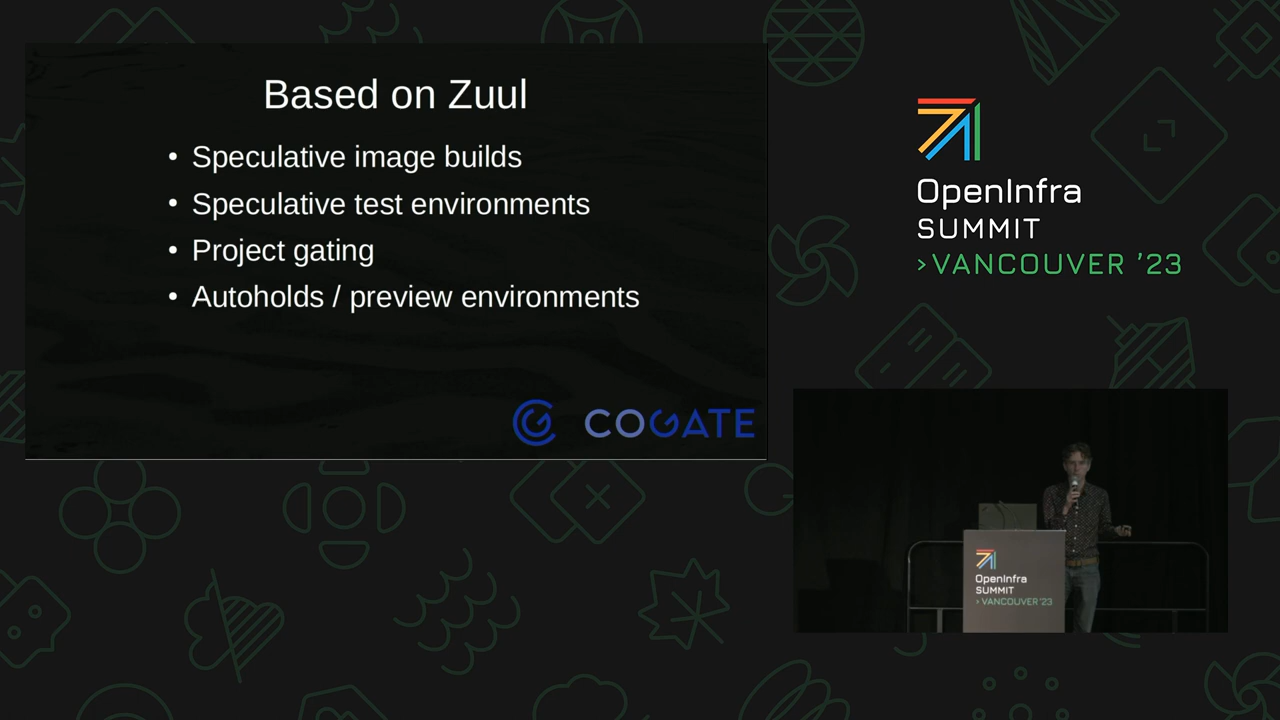 Based on Zuul
• Speculative image builds
• Speculative test environments
• Project gating
• Autoholds / preview environments
COGATE
OpenInfra
SUMMIT
>VANCOUVER ’23
OpenInfra
SUMMIT
> VANCOUVER '23